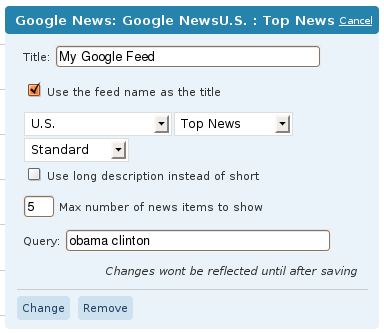 Google News: Google NewsU.S. : Top News Cancel
Title: My Google Feed
Use the feed name as the title
U.S. Top News
Standard
Use long description instead of short
5 Max number of news items to show
Query: obama clinton
Changes wont be reflected until after saving
Change Remove